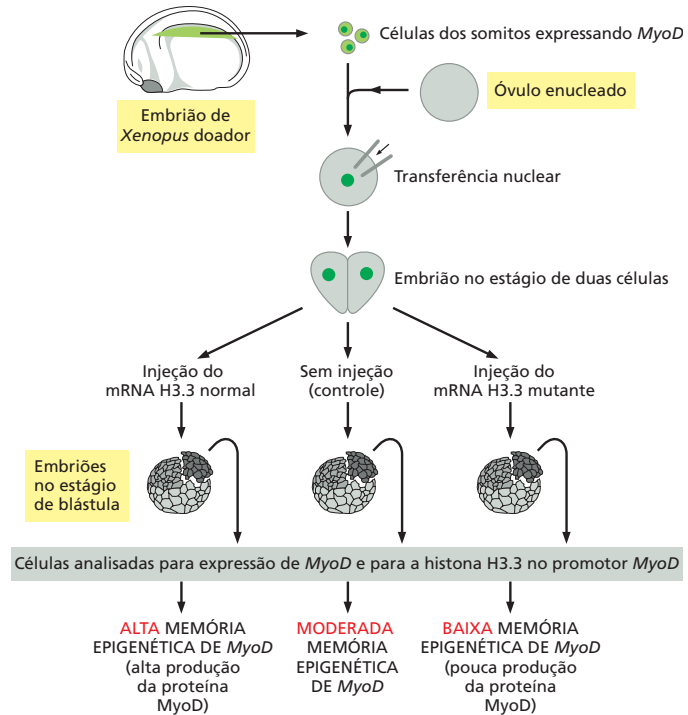 Células dos somitos expressando MyoD
Óvulo enucleado
Embrião de
Xenopus doador
Transferência nuclear
Embrião no estágio de duas células
Injeção do
mRNA H3.3 normal
Sem injeção
(controle)
Injeção do
mRNA H3.3 mutante
Embriões
no estágio
de blástula
Células analisadas para expressão de MyoD e para a histona H3.3 no promotor MyoD
ALTA MEMÓRIA
EPIGENÉTICA DE MyoD
(alta produção
da proteína
MyoD)
MODERADA
MEMÓRIA
EPIGENÉTICA
DE MyoD
BAIXA MEMÓRIA
EPIGENÉTICA DE MyoD
(pouca produção
da proteína
MyoD)